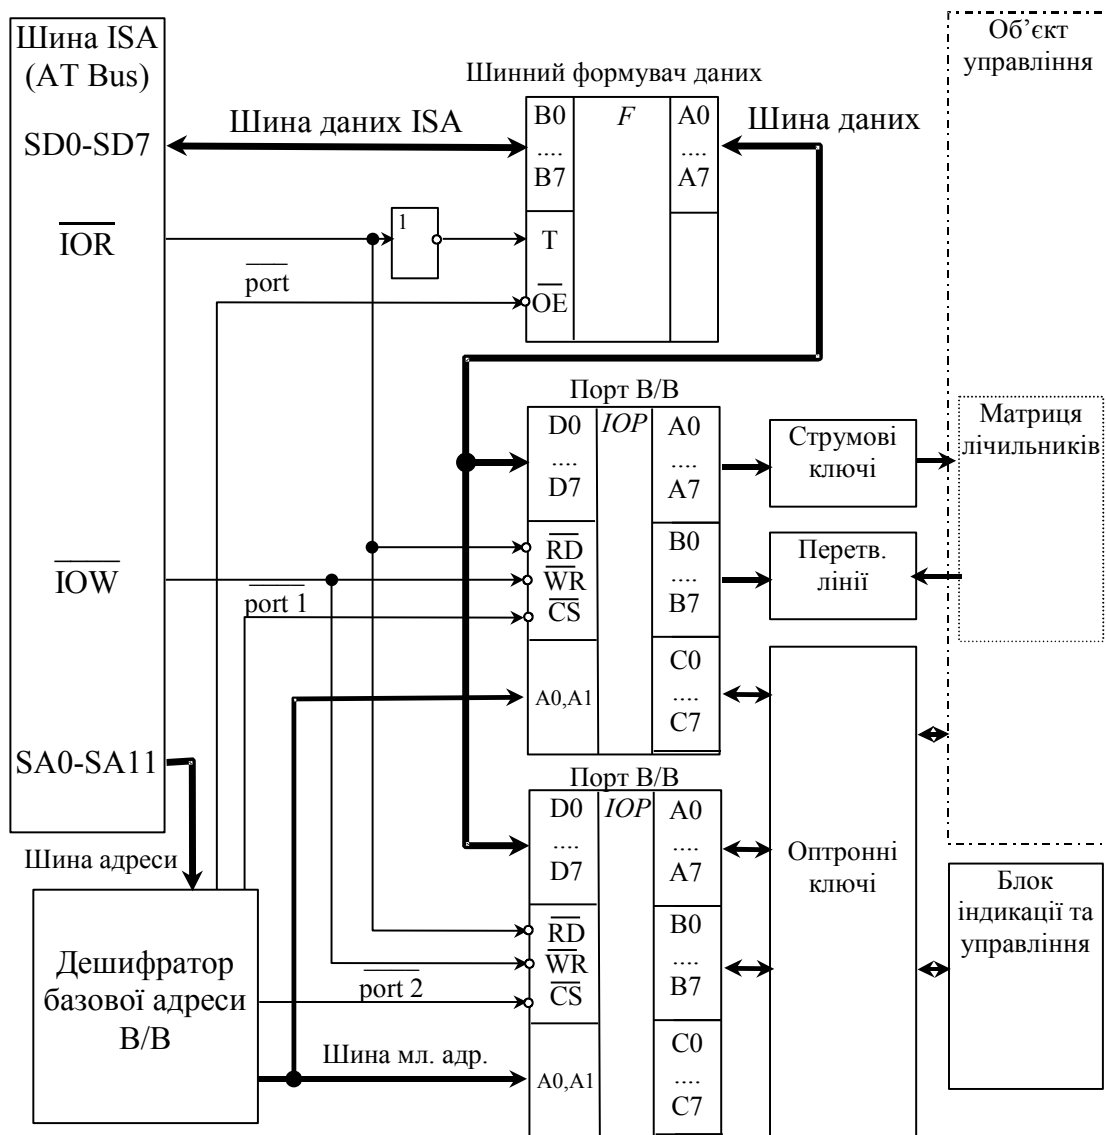 Шина ISA
(AT Bus)
SD0-SD7
IOR
IOW
SA0-SA11
Шина адреси
Дешифратор
базової адреси
В/В
Шина даних ISA
port
port 1
port 2
Шина мл. адр.
1
Шинний формувач даних
B0
....
B7
T
OE
F
A0
....
A7
Шина даних
Порт В/В
D0
....
D7
RD
WR
CS
A0,A1
IOP
A0
....
A7
B0
....
B7
C0
....
C7
Порт В/В
D0
....
D7
RD
WR
CS
A0,A1
IOP
A0
....
A7
B0
....
B7
C0
....
C7
Струмові
ключі
Перетв.
лінії
Оптронні
ключі
Об’єкт
управління
Матриця
лічильників
Блок
індикації та
управління